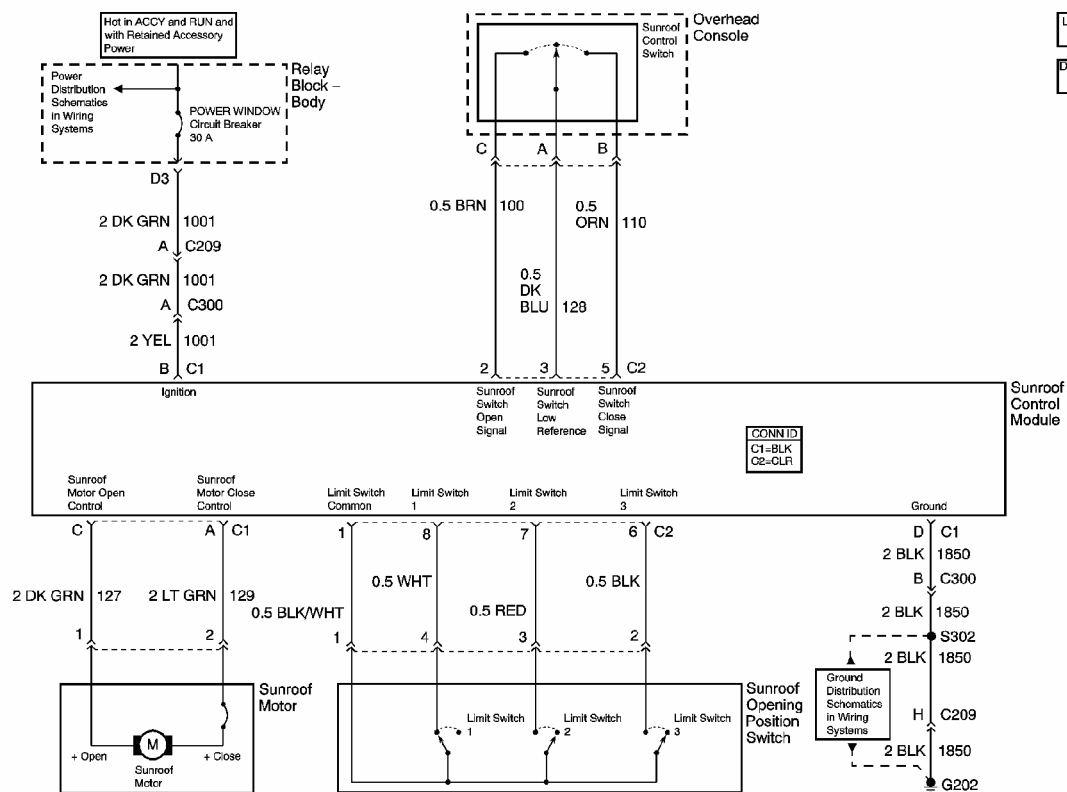 Hot in ACCY and RUN and
with Retained Accessory
Power
Overhead
Console
Sunroof
Control
Switch
Power
Distribution
Schematics
in Wiring
Systems
POWER WINDOW
Circuit Breaker
30 A
Relay
Block –
Body
D3
C A B
2 DK GRN 1001
A C209
2 DK GRN 1001
A C300
2 YEL 1001
B C1
0.5 BRN 100
0.5
ORN 110
0.5
DK
BLU 128
2 3 5 C2
Ignition
Sunroof
Switch
Open
Signal
Sunroof
Switch
Low
Reference
Sunroof
Switch
Close
Signal
Sunroof
Control
Module
CONN ID
C1=BLK
C2=CLR
Sunroof
Motor Open
Control
Sunroof
Motor Close
Control
Limit Switch
Common
Limit Switch
1
Limit Switch
2
Limit Switch
3
Ground
C A C1
1 8 7 6 C2
D C1
2 DK GRN 127
2 LT GRN 129
0.5 BLK/WHT
0.5 WHT
0.5 RED
0.5 BLK
2 BLK 1850
B C300
2 BLK 1850
S302
2 BLK 1850
1 2
1 4 3 2
Ground
Distribution
Schematics
in Wiring
Systems
H C209
2 BLK 1850
G202
Sunroof
Motor
+ Open
M
+ Close
Sunroof
Motor
Limit Switch
1
Limit Switch
2
Limit Switch
3
Sunroof
Opening
Position
Switch